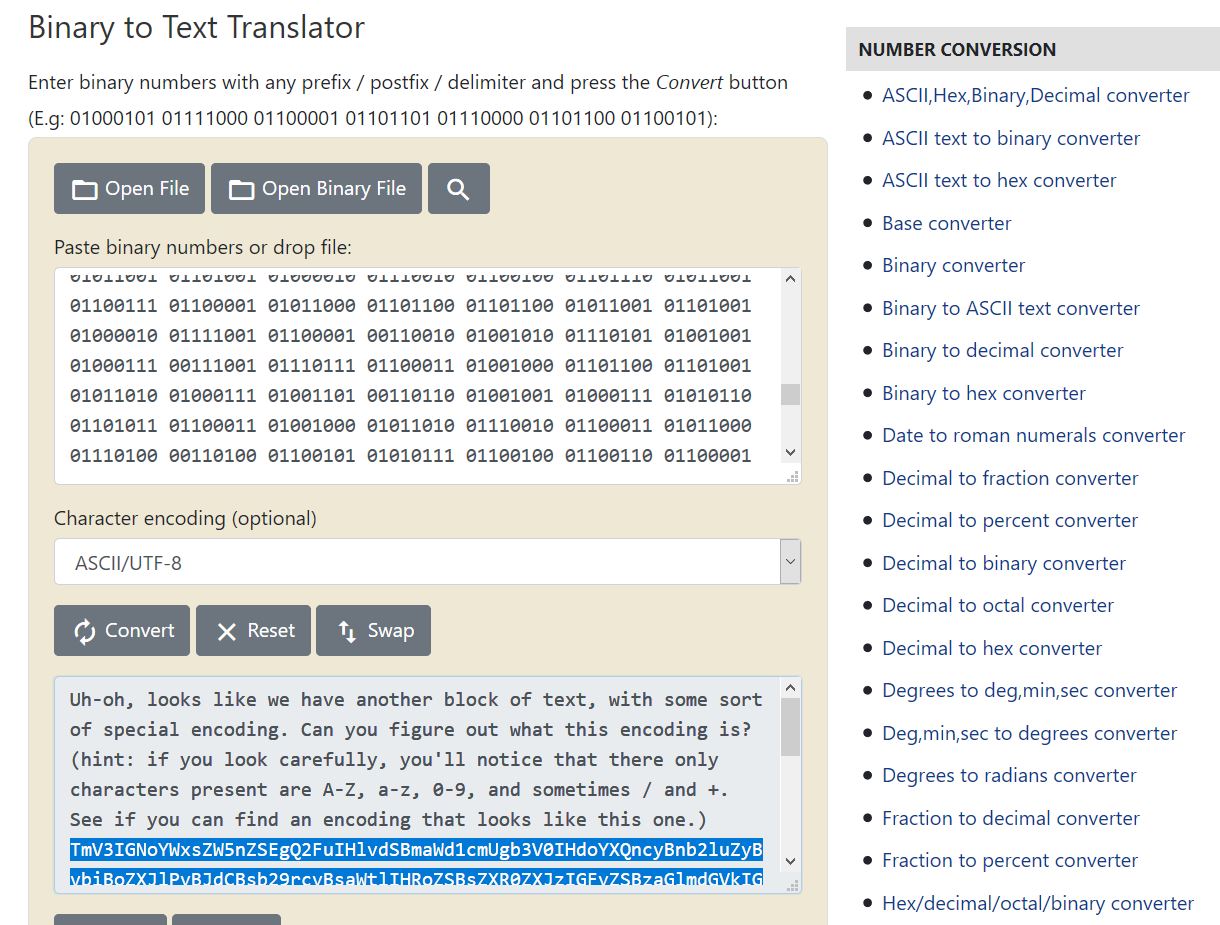 Binary to Text Translator
Enter binary numbers with any prefix / postfix / delimiter and press the Convert button
(E.g: 01000101 01111000 01100001 01101101 01110000 01101100 01100101):
Open File
Open Binary File
Paste binary numbers or drop file:
01011001 01101001 01000010 01110010 01100100 01101110 01011001
01100111 01100001 01011000 01101100 01101100 01011001 01101001
01000010 01111001 01100001 00110010 01001010 01110101 01001001
01000111 00111001 01110111 01100011 01001000 01101100 01101001
01011010 01000111 01001101 00110110 01001001 01000111 01010110
01101011 01100011 01001000 01011010 01110010 01100011 01011000
01110100 00110100 01100101 01010111 01100100 01100110 01100001
Character encoding (optional)
ASCII/UTF-8
Convert
Reset
Swap
Uh-oh, looks like we have another block of text, with some sort
of special encoding. Can you figure out what this encoding is?
(hint: if you look carefully, you'll notice that there only
characters present are A-Z, a-z, 0-9, and sometimes / and +.
See if you can find an encoding that looks like this one.)
TmV3IGNoYWxsZW5nZSEgQ2FuIHlvdSBmaWd1cmUgb3V0IHdoYXQncyBnb2luZyB
vbiBoZXJlPyBJdCBsb29rcyBsaWtlIHRoZSBsZXR0ZXJzIGFyZSBzaGlmdGVkIG
NUMBER CONVERSION
ASCII,Hex,Binary,Decimal converter
ASCII text to binary converter
ASCII text to hex converter
Base converter
Binary converter
Binary to ASCII text converter
Binary to decimal converter
Binary to hex converter
Date to roman numerals converter
Decimal to fraction converter
Decimal to percent converter
Decimal to binary converter
Decimal to octal converter
Decimal to hex converter
Degrees to deg,min,sec converter
Deg,min,sec to degrees converter
Degrees to radians converter
Fraction to decimal converter
Fraction to percent converter
Hex/decimal/octal/binary converter